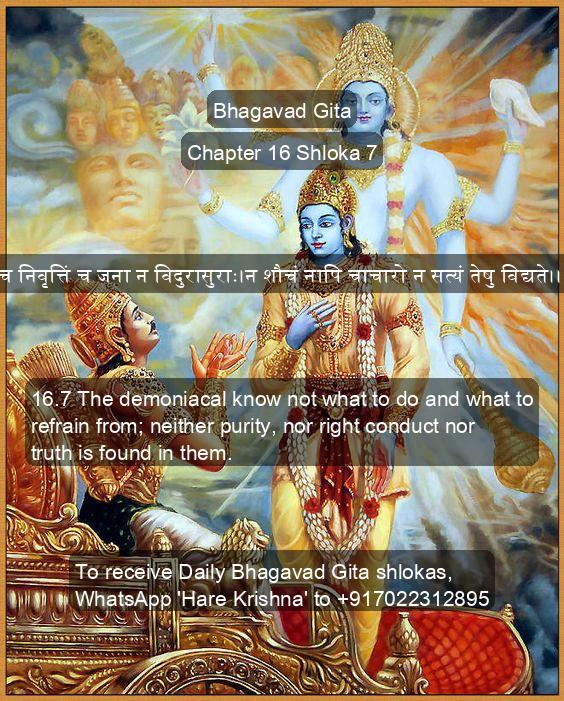 Bhagavad Gita
Chapter 16 Shloka 7
च निवृत्तिं च जना न विदुरासुराः।न शौचं नापि चाचारो न सत्यं तेषु विद्यते।।
16.7 The demoniacal know not what to do and what to
refrain from; neither purity, nor right conduct nor
truth is found in them.
To receive Daily Bhagavad Gita shlokas,
WhatsApp 'Hare Krishna' to +917022312895